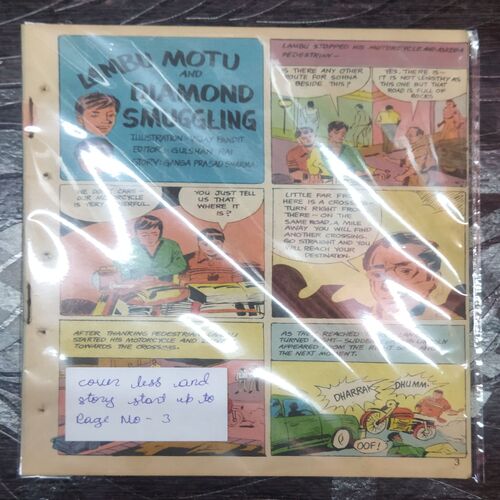 LAMBU MOTU
AND
DIAMOND
SMUGGLING
ILLUSTRATION: VIJAY PANDIT
EDITOR: GULSHAN RAI
STORY: GANGA PRASAD SHARMA
LAMBU STOPPED HIS MOTORCYCLE AND ASKED A
PEDESTRIAN—
IS THERE ANY OTHER
ROUTE FOR SOHNA
BESIDE THIS?
YES, THERE IS—
IT IS NOT LENGTHY AS
THIS ONE BUT THAT
ROAD IS FULL OF
ROCKS
WE DON'T CARE
OUR MOTORCYCLE
IS VERY POWERFUL.
YOU JUST TELL
US THAT
WHERE IT
IS?
LITTLE FAR FROM
HERE IS A CROSSING
TURN RIGHT FROM
THERE— ON THE
SAME ROAD, A MILE
AWAY YOU WILL FIND
ANOTHER CROSSING.
GO STRAIGHT AND YOU
WILL REACH YOUR
DESTINATION.
AFTER THANKING PEDESTRIAN
STARTED HIS MOTORCYCLE AND
TOWARDS THE CROSSING.
AS THEY REACHED
TURNED RIGHT— SUDDEN
APPEARED
THE NEXT MOMENT.
cover less and
story start up to
Page No - 3
DHARRAK
DHUMM
OOF!
3